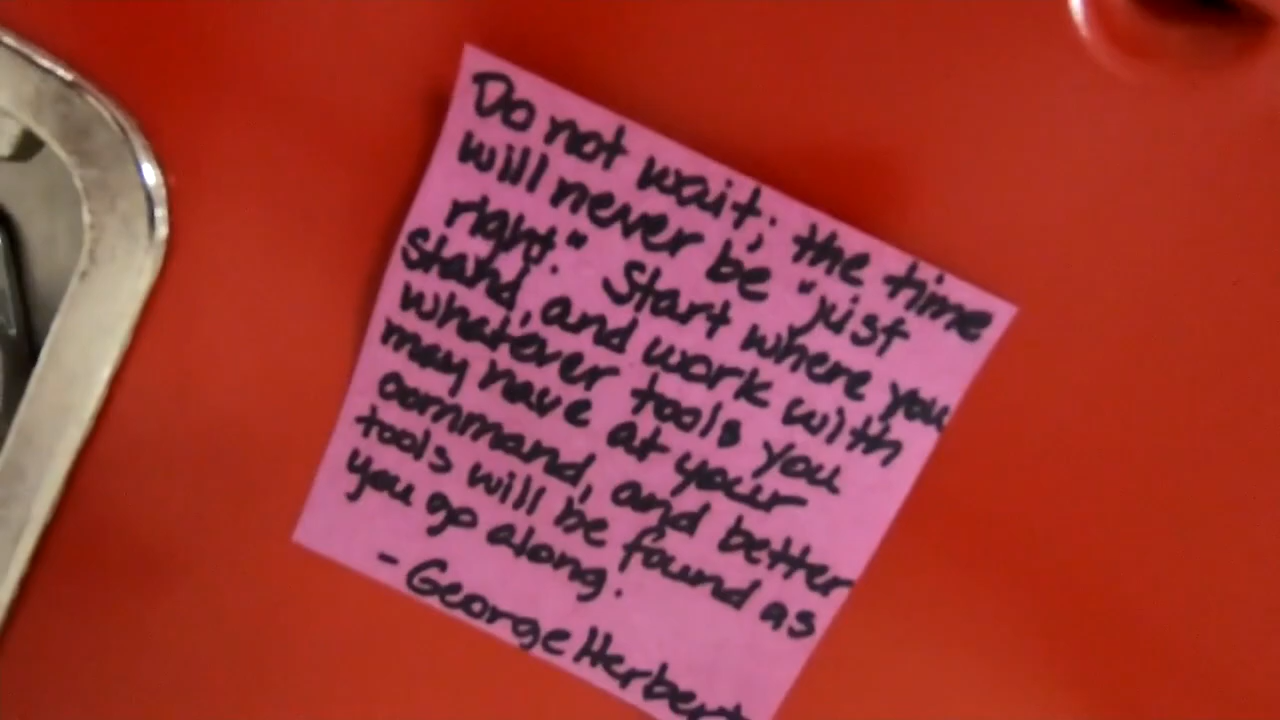 Do not wait; the time
will never be "just
right." Start where you
stand, and work with
whatever tools you
may have at your
command, and better
tools will be found as
you go along.
- George Herbert